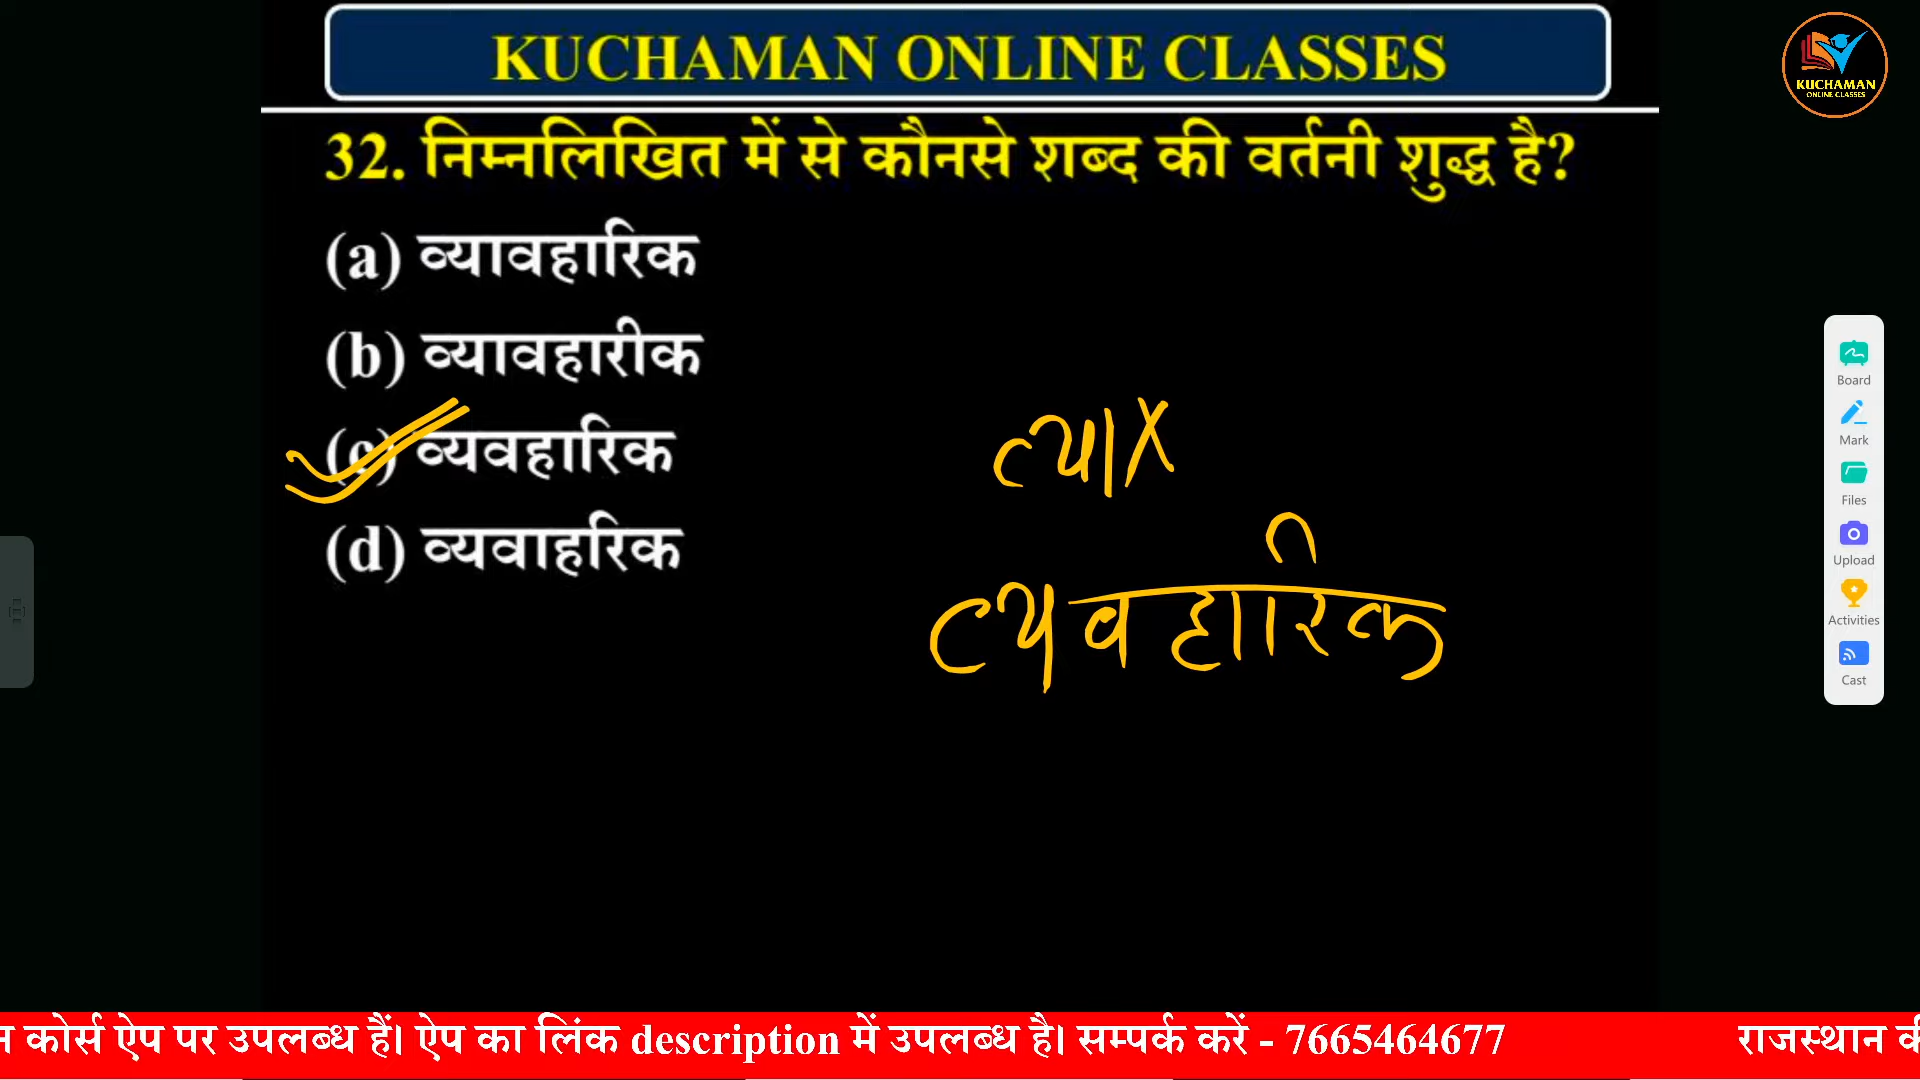 KUCHAMAN ONLINE CLASSES
KUCHAMAN
ONLINE CLASSES
32. निम्नलिखित में से कौनसे शब्द की वर्तनी शुद्ध है?
(a) व्यावहारिक
(b) व्यावहारीक
(c) व्यवहारिक
(d) व्यवाहरिक
व्या X
व्यवहारिक
Board
Mark
Files
Upload
Activities
Cast
कोर्स ऐप पर उपलब्ध हैं। ऐप का लिंक description में उपलब्ध है। सम्पर्क करें - 7665464677 राजस्थान